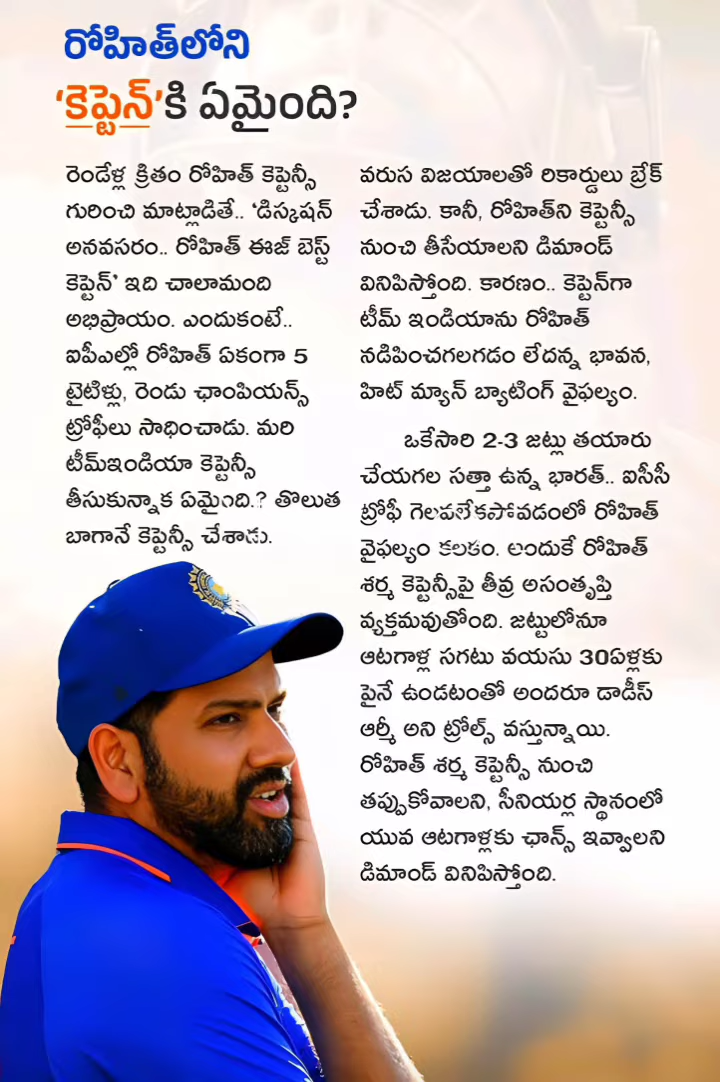 రోహిత్‌లోని
‘కెప్టెన్’కి ఏమైంది?
రెండేళ్ల క్రితం రోహిత్ కెప్టెన్సీ
గురించి మాట్లాడితే.. ‘డిస్కషన్
అనవసరం.. రోహిత్ ఈజ్ బెస్ట్
కెప్టెన్’ ఇది చాలామంది
అభిప్రాయం. ఎందుకంటే..
ఐపీఎల్లో రోహిత్ ఏకంగా 5
టైటిళ్లు, రెండు ఛాంపియన్స్
ట్రోఫీలు సాధించాడు. మరి
టీమ్ఇండియా కెప్టెన్సీ
తీసుకున్నాక ఏమైంది.? తొలుత
బాగానే కెప్టెన్సీ చేశాడు.
వరుస విజయాలతో రికార్డులు బ్రేక్
చేశాడు. కానీ, రోహిత్‌ని కెప్టెన్సీ
నుంచి తీసేయాలని డిమాండ్
వినిపిస్తోంది. కారణం.. కెప్టెన్‌గా
టీమ్ ఇండియాను రోహిత్
నడిపించగలగడం లేదన్న భావన,
హిట్ మ్యాన్ బ్యాటింగ్ వైఫల్యం.
ఒకేసారి 2-3 జట్లు తయారు
చేయగల సత్తా ఉన్న భారత్.. ఐసీసీ
ట్రోఫీ గెలవలేకపోవడంలో రోహిత్
వైఫల్యం కలకం. అందుకే రోహిత్
శర్మ కెప్టెన్సీపై తీవ్ర అసంతృప్తి
వ్యక్తమవుతోంది. జట్టులోనూ
ఆటగాళ్ల సగటు వయసు 30ఏళ్లకు
పైనే ఉండటంతో అందరూ డాడీస్
ఆర్మీ అని ట్రోల్స్ వస్తున్నాయి.
రోహిత్ శర్మ కెప్టెన్సీ నుంచి
తప్పుకోవాలని, సీనియర్ల స్థానంలో
యువ ఆటగాళ్లకు ఛాన్స్ ఇవ్వాలని
డిమాండ్ వినిపిస్తోంది.